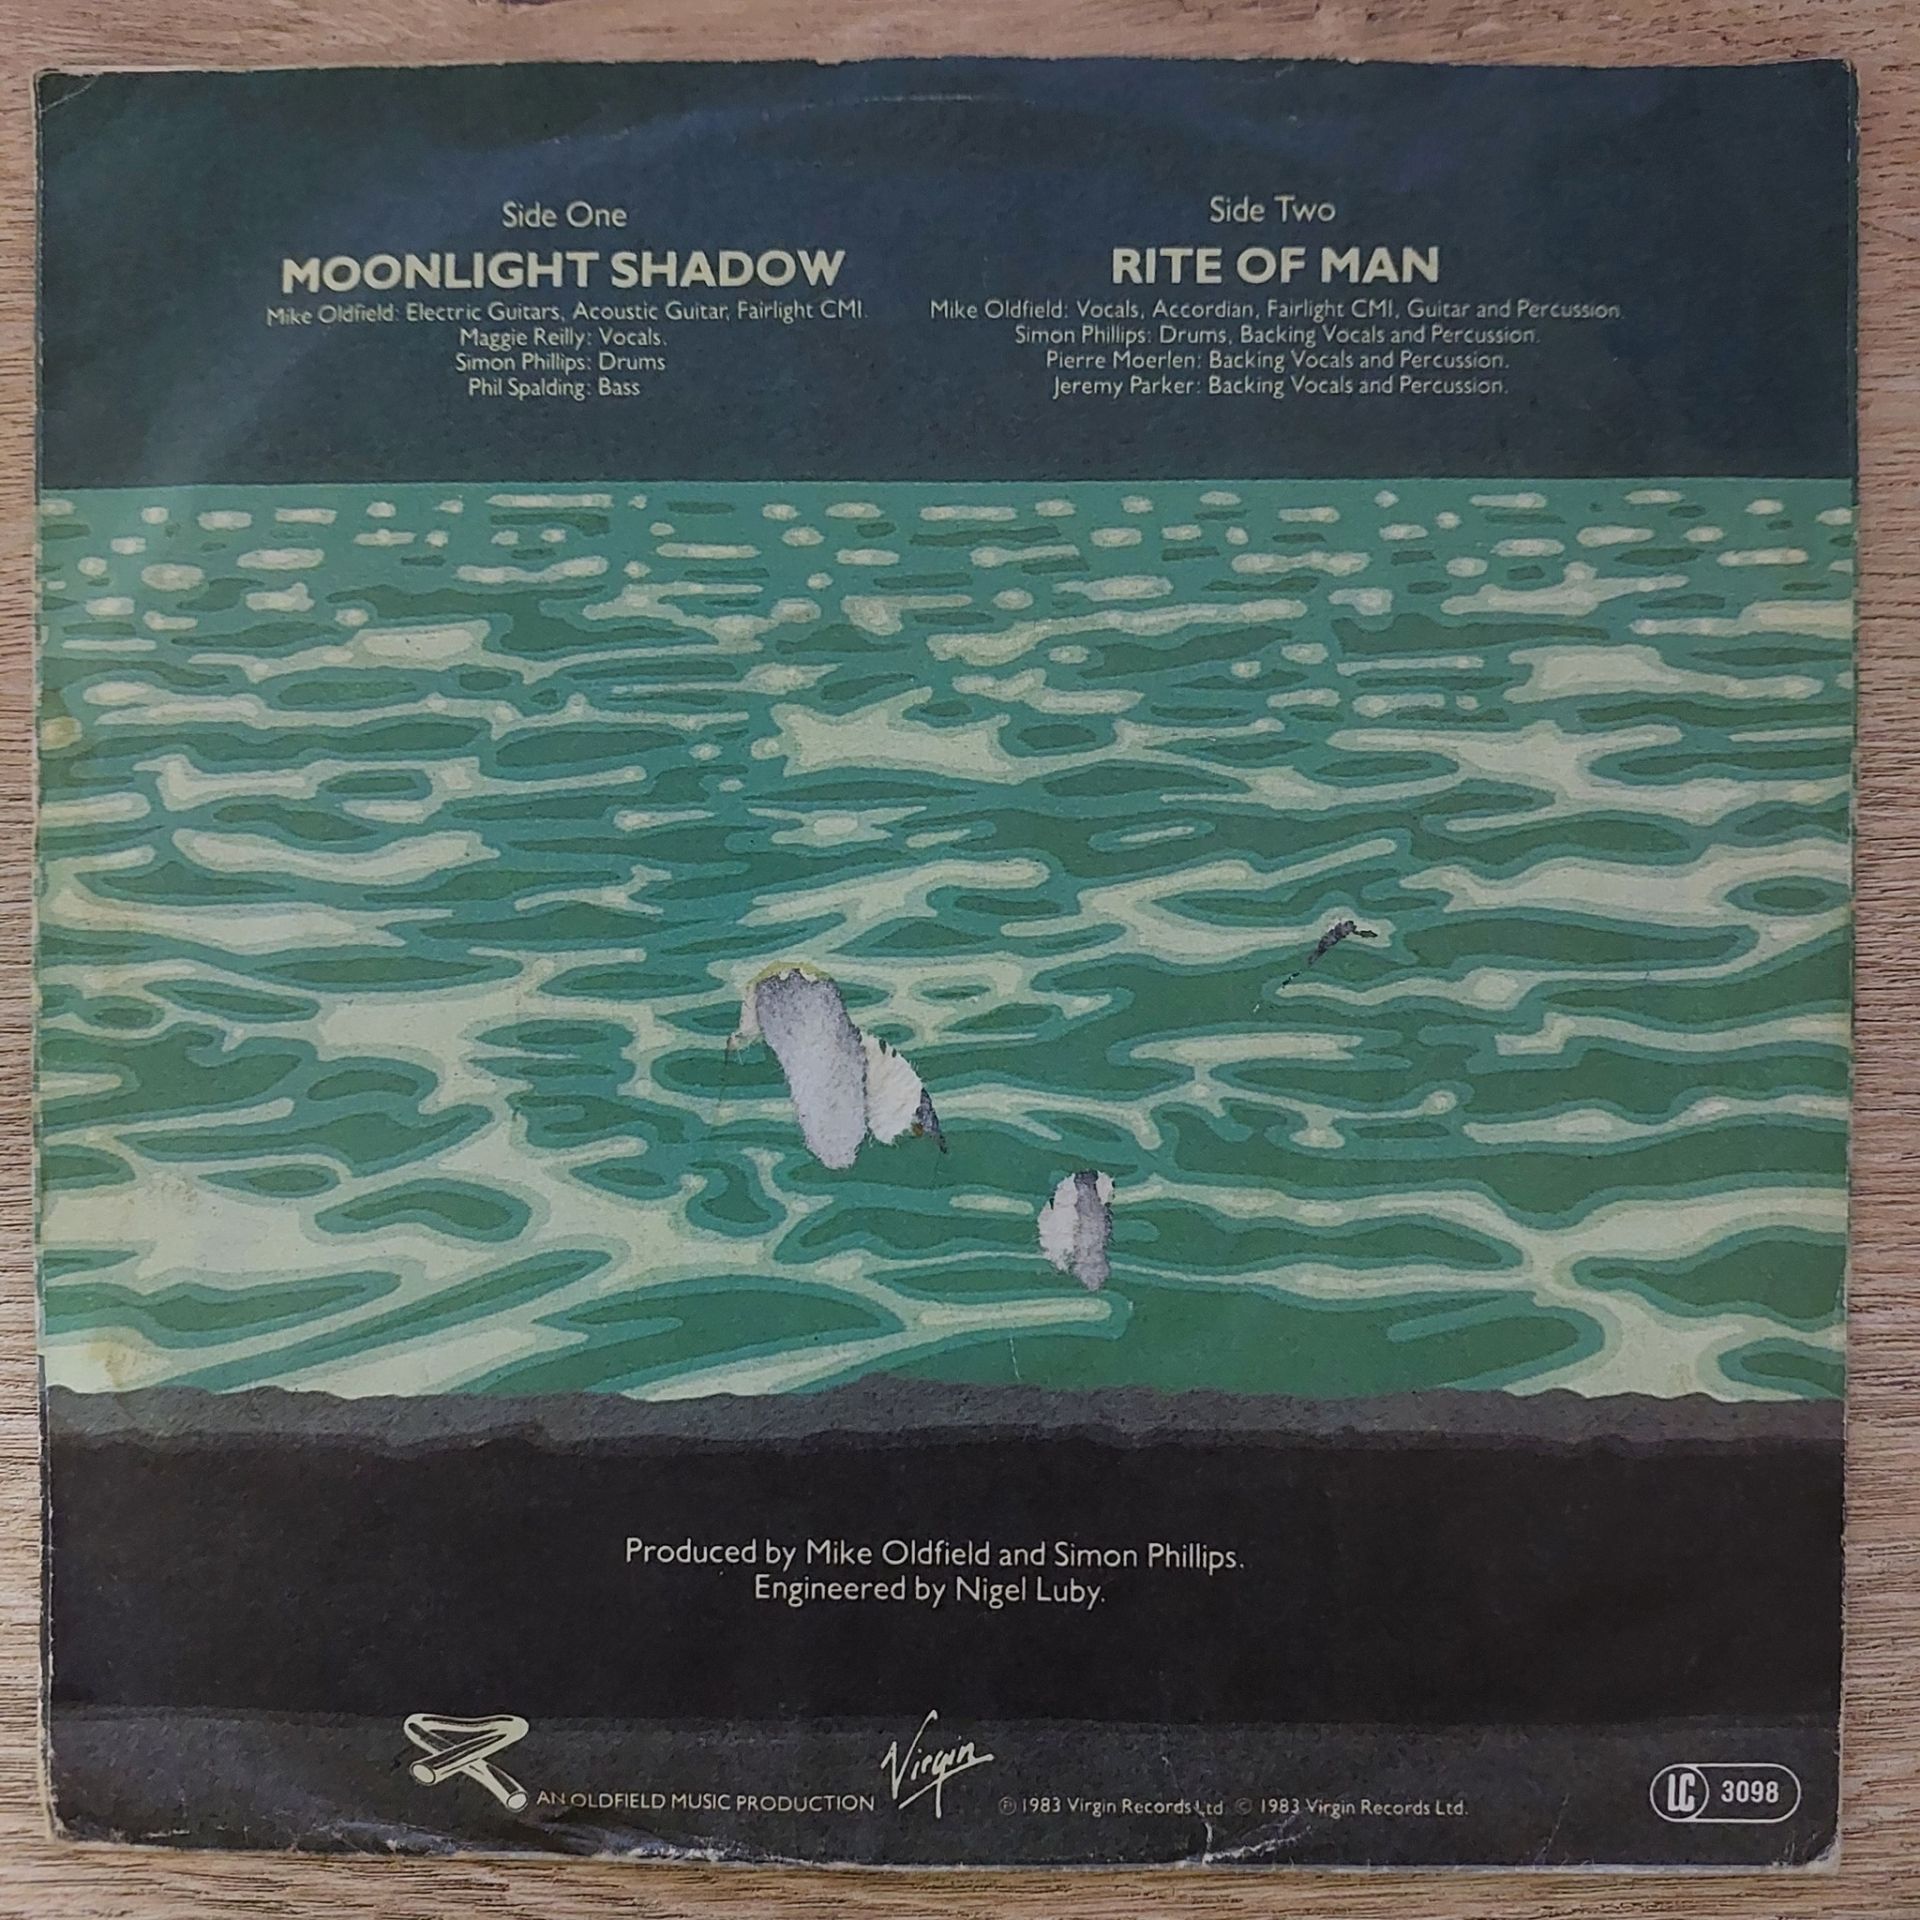 Side One
MOONLIGHT SHADOW
Mike Oldfield: Electric Guitars, Acoustic Guitar, Fairlight CMI.
Maggie Reilly: Vocals.
Simon Phillips: Drums
Phil Spalding: Bass
Side Two
RITE OF MAN
Mike Oldfield: Vocals, Accordian, Fairlight CMI, Guitar and Percussion.
Simon Phillips: Drums, Backing Vocals and Percussion.
Pierre Moerlen: Backing Vocals and Percussion.
Jeremy Parker: Backing Vocals and Percussion.
Produced by Mike Oldfield and Simon Phillips.
Engineered by Nigel Luby.
AN OLDFIELD MUSIC PRODUCTION
Virgin
℗ 1983 Virgin Records Ltd © 1983 Virgin Records Ltd.
LC 3098